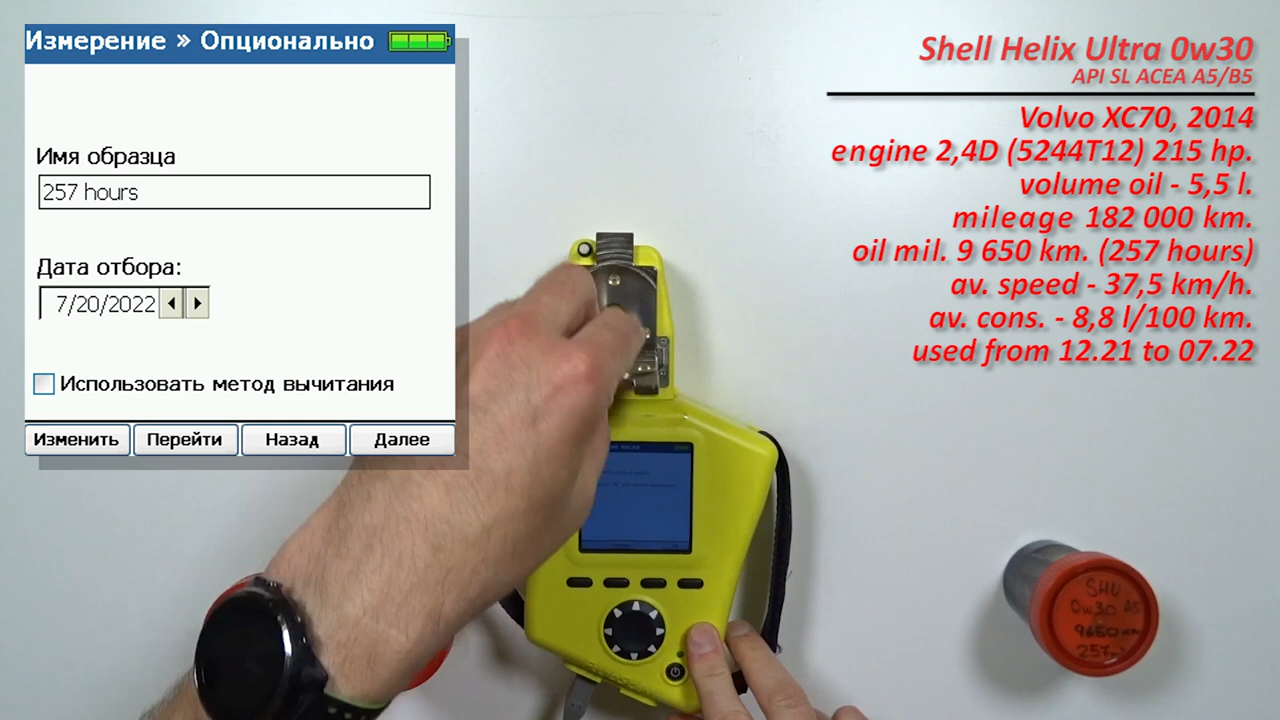 Измерение » Опционально
Имя образца
257 hours
Дата отбора:
7/20/2022
Использовать метод вычитания
Изменить
Перейти
Назад
Далее
Shell Helix Ultra 0w30
API SL ACEA A5/B5
Volvo XC70, 2014
engine 2,4D (5244T12) 215 hp.
volume oil - 5,5 l.
mileage 182 000 km.
oil mil. 9 650 km. (257 hours)
av. speed - 37,5 km/h.
av. cons. - 8,8 l/100 km.
used from 12.21 to 07.22
SHU
0w30 A5
9650 км
257